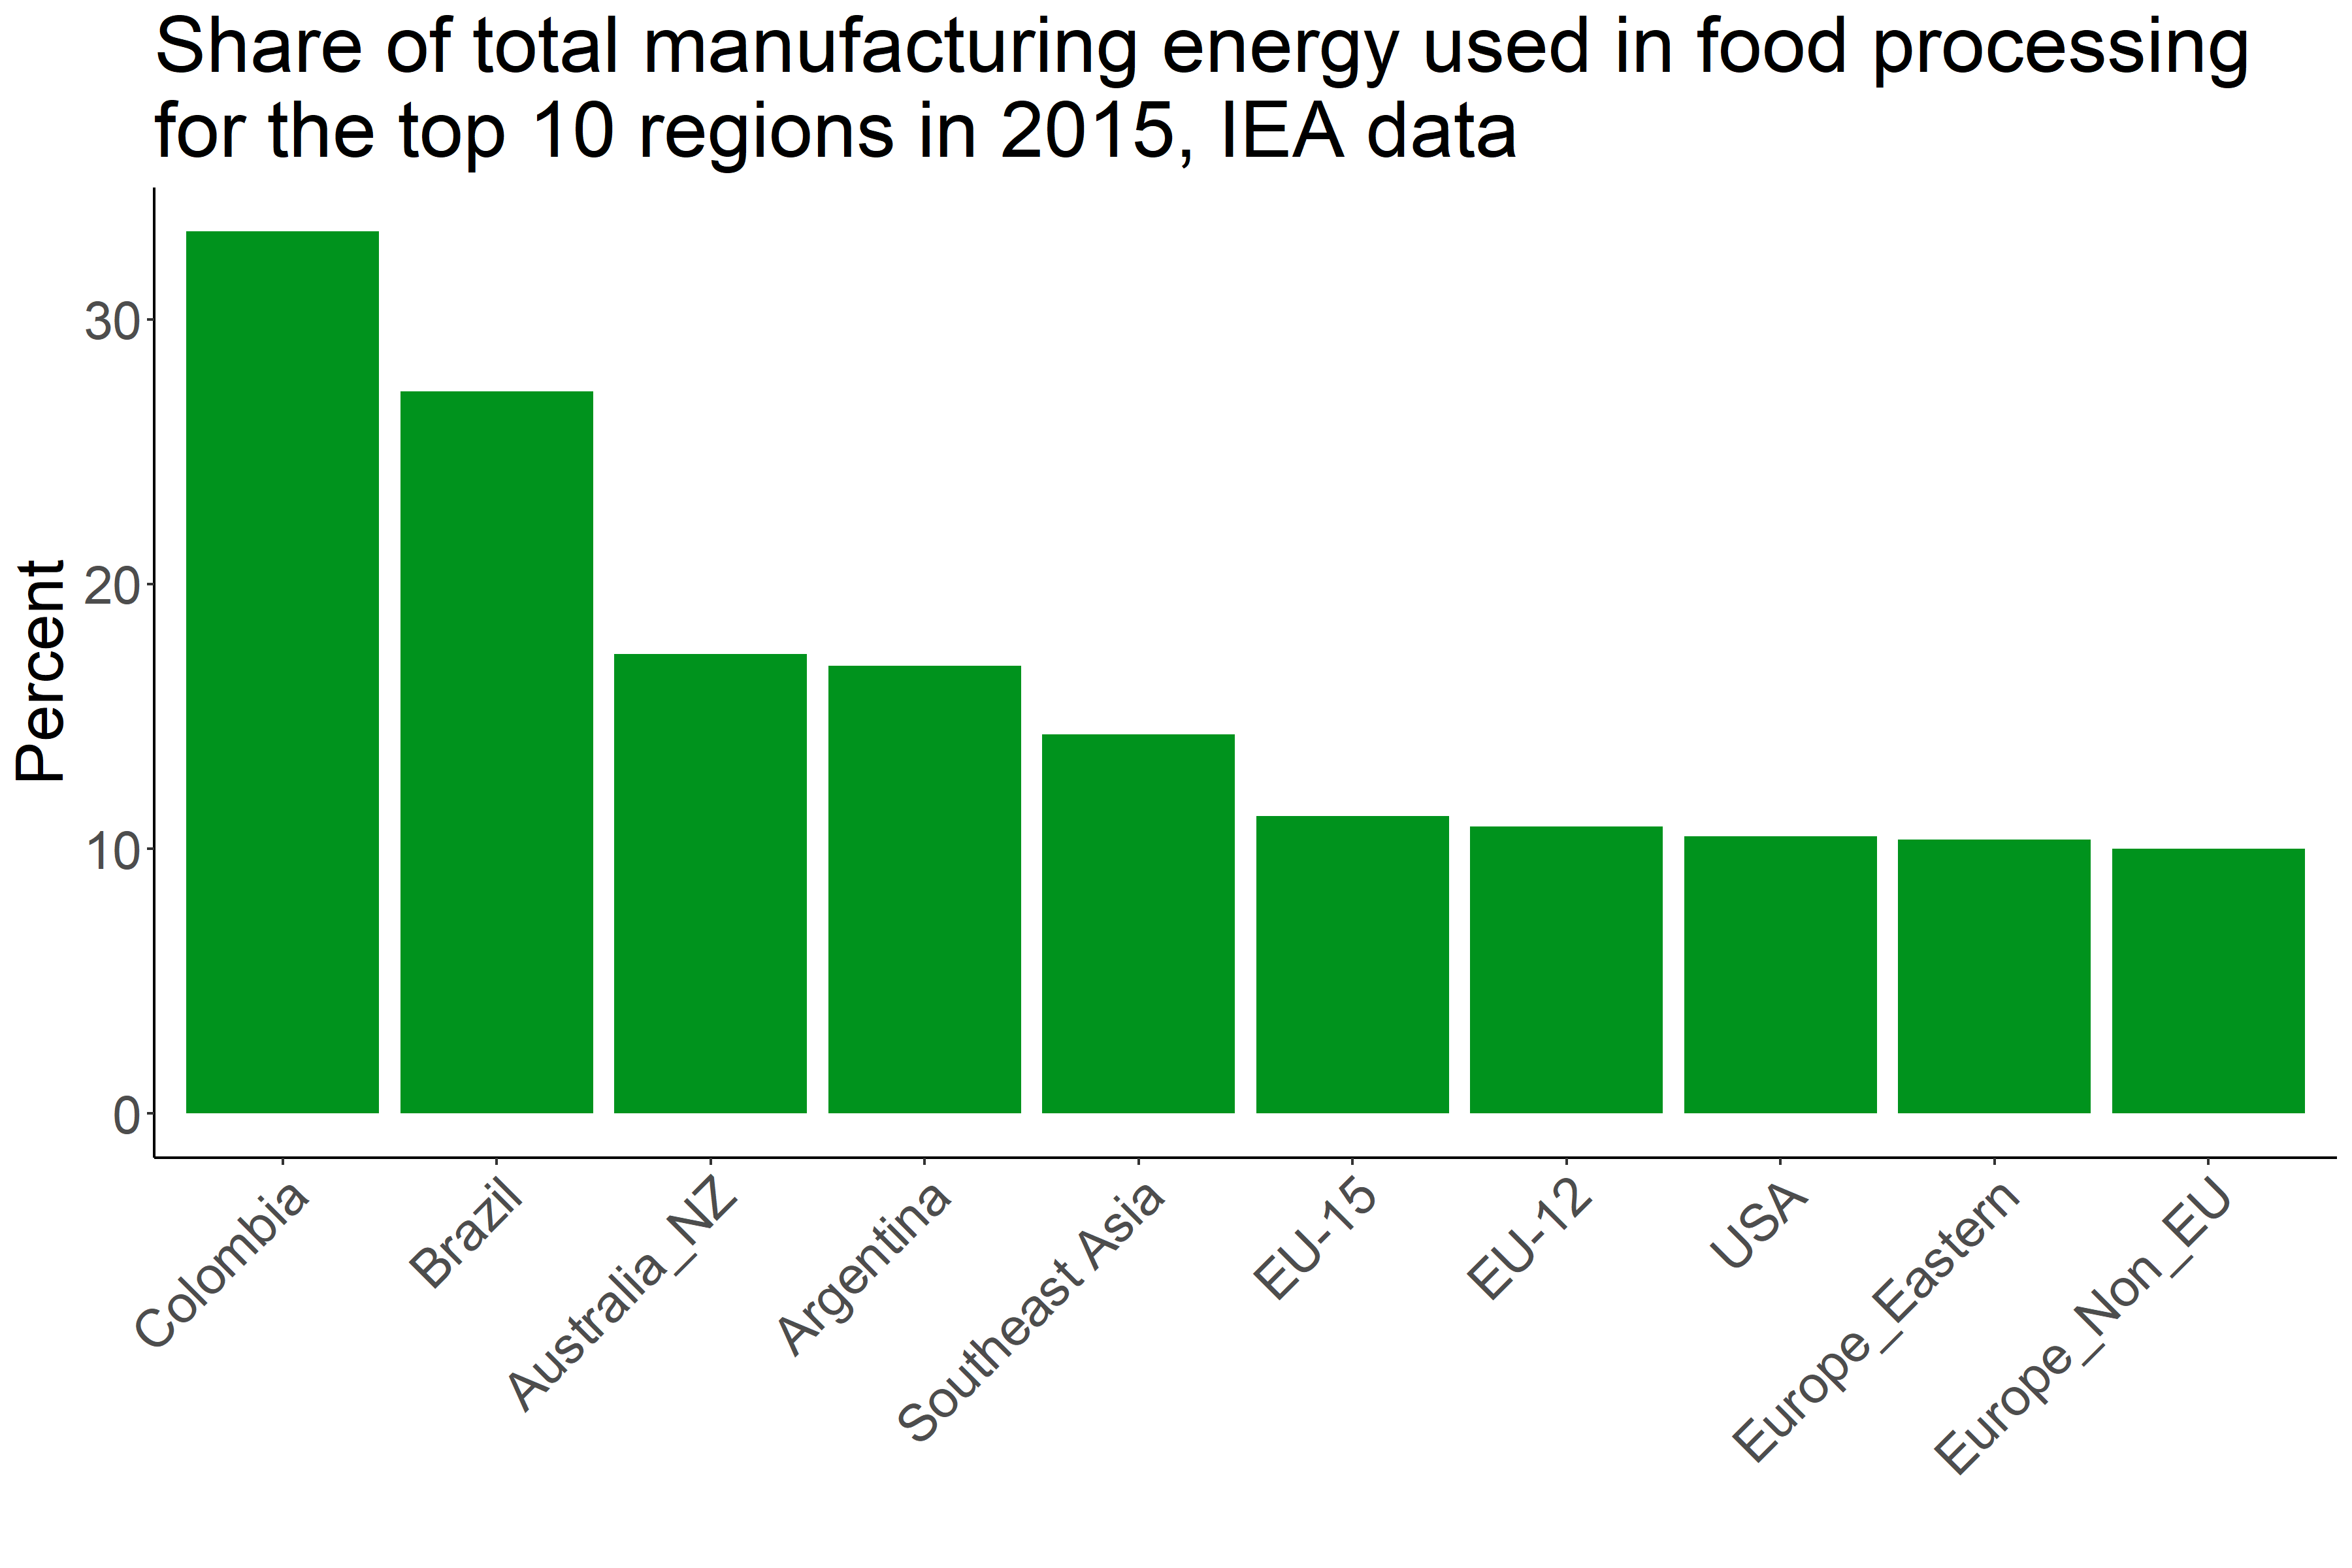 Share of total manufacturing energy used in food processing
for the top 10 regions in 2015, IEA data
Percent
30
20
10
0
Colombia
Brazil
Australia_NZ
Argentina
Southeast Asia
EU-15
EU-12
USA
Europe_Eastern
Europe_Non_EU